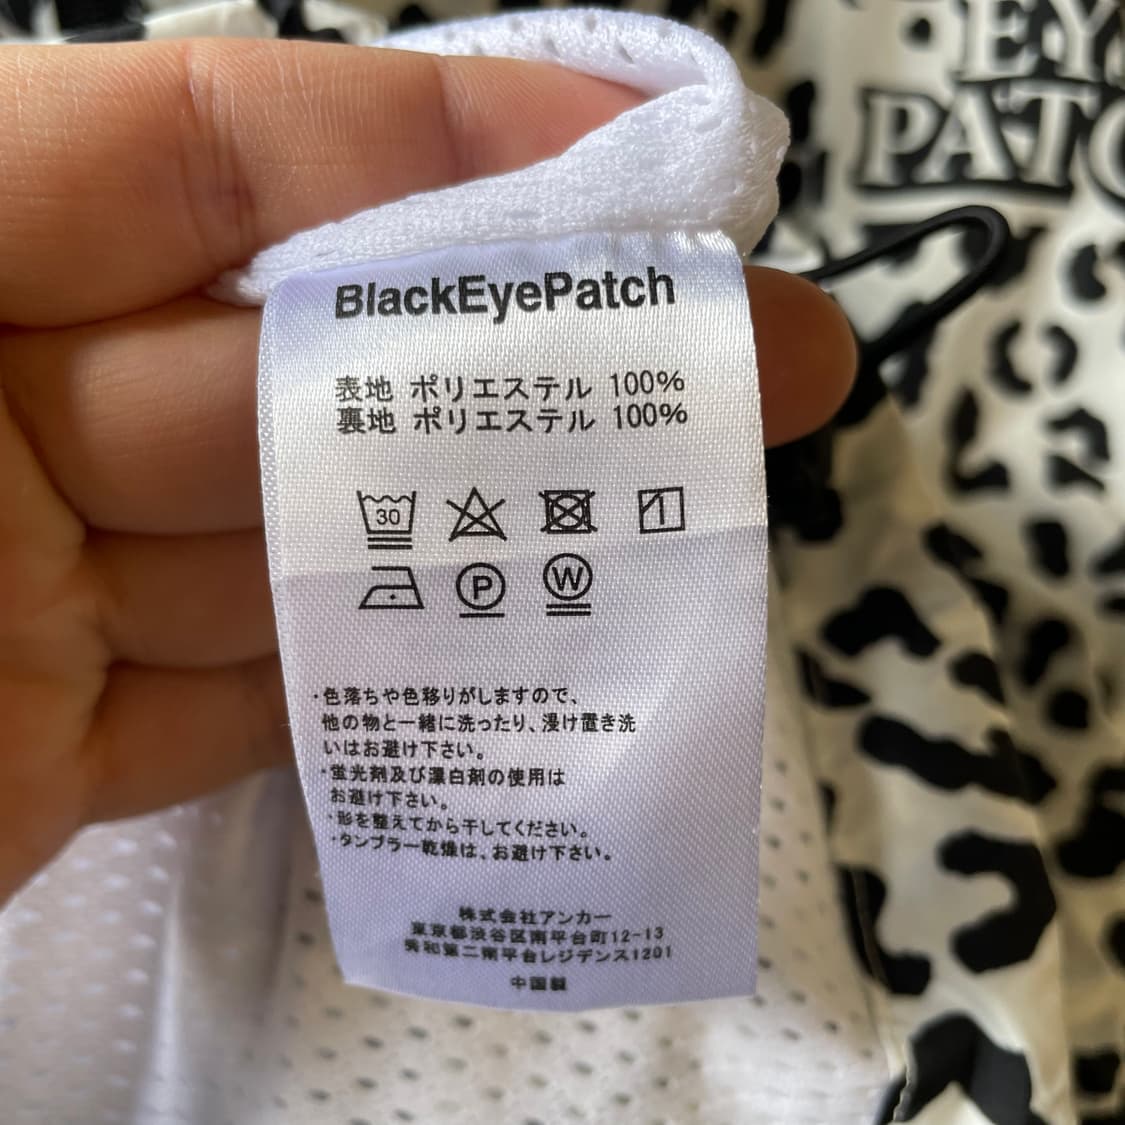 EY
PATC
BlackEyePatch
表地 ポリエステル 100%
裏地 ポリエステル 100%
30
P
W
・色落ちや色移りがしますので、
他の物と一緒に洗ったり、浸け置き洗
いはお避け下さい。
・蛍光剤及び漂白剤の使用は
お避け下さい。
・形を整えてから干してください。
・タンブラー乾燥は、お避け下さい。
株式会社アンカー
東京都渋谷区南平台町12-13
秀和第二南平台レジデンス1201
中国製